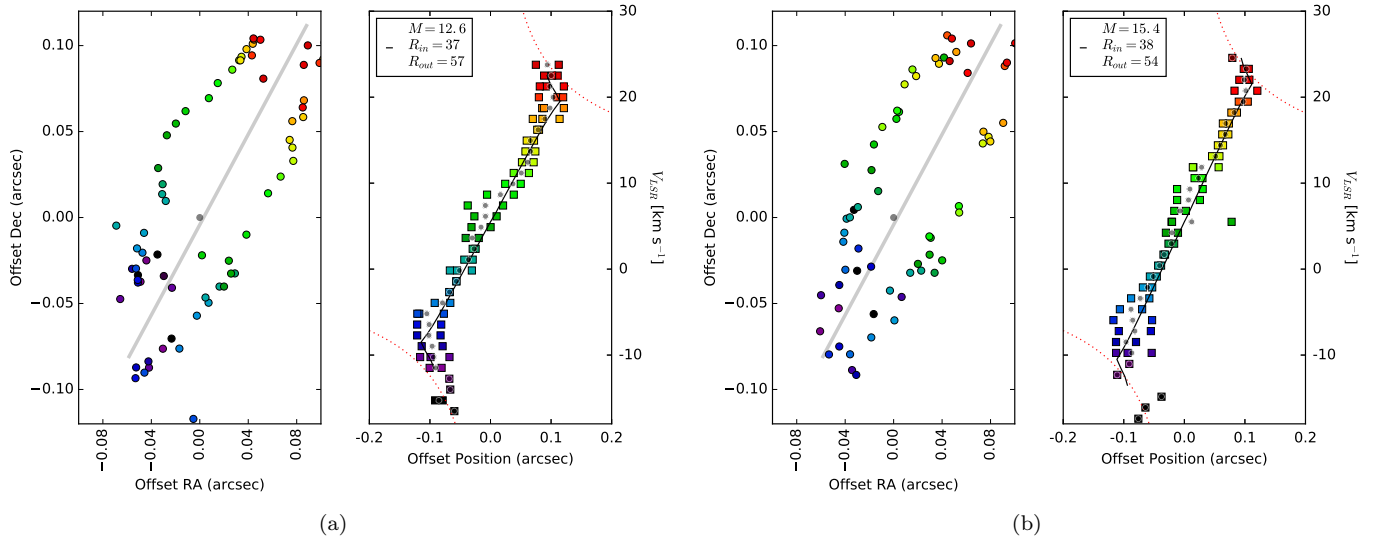 0.10
0.05
0.00
−0.05
−0.10
Offset Dec (arcsec)
−0.08
−0.04
0.00
0.04
0.08
Offset RA (arcsec)
M = 12.6
R_in = 37
R_out = 57
30
20
10
0
−10
V_LSR [km s⁻¹]
-0.2
-0.1
0.0
0.1
0.2
Offset Position (arcsec)
(a)
0.10
0.05
0.00
−0.05
−0.10
Offset Dec (arcsec)
−0.08
−0.04
0.00
0.04
0.08
Offset RA (arcsec)
M = 15.4
R_in = 38
R_out = 54
30
20
10
0
−10
V_LSR [km s⁻¹]
-0.2
-0.1
0.0
0.1
0.2
Offset Position (arcsec)
(b)